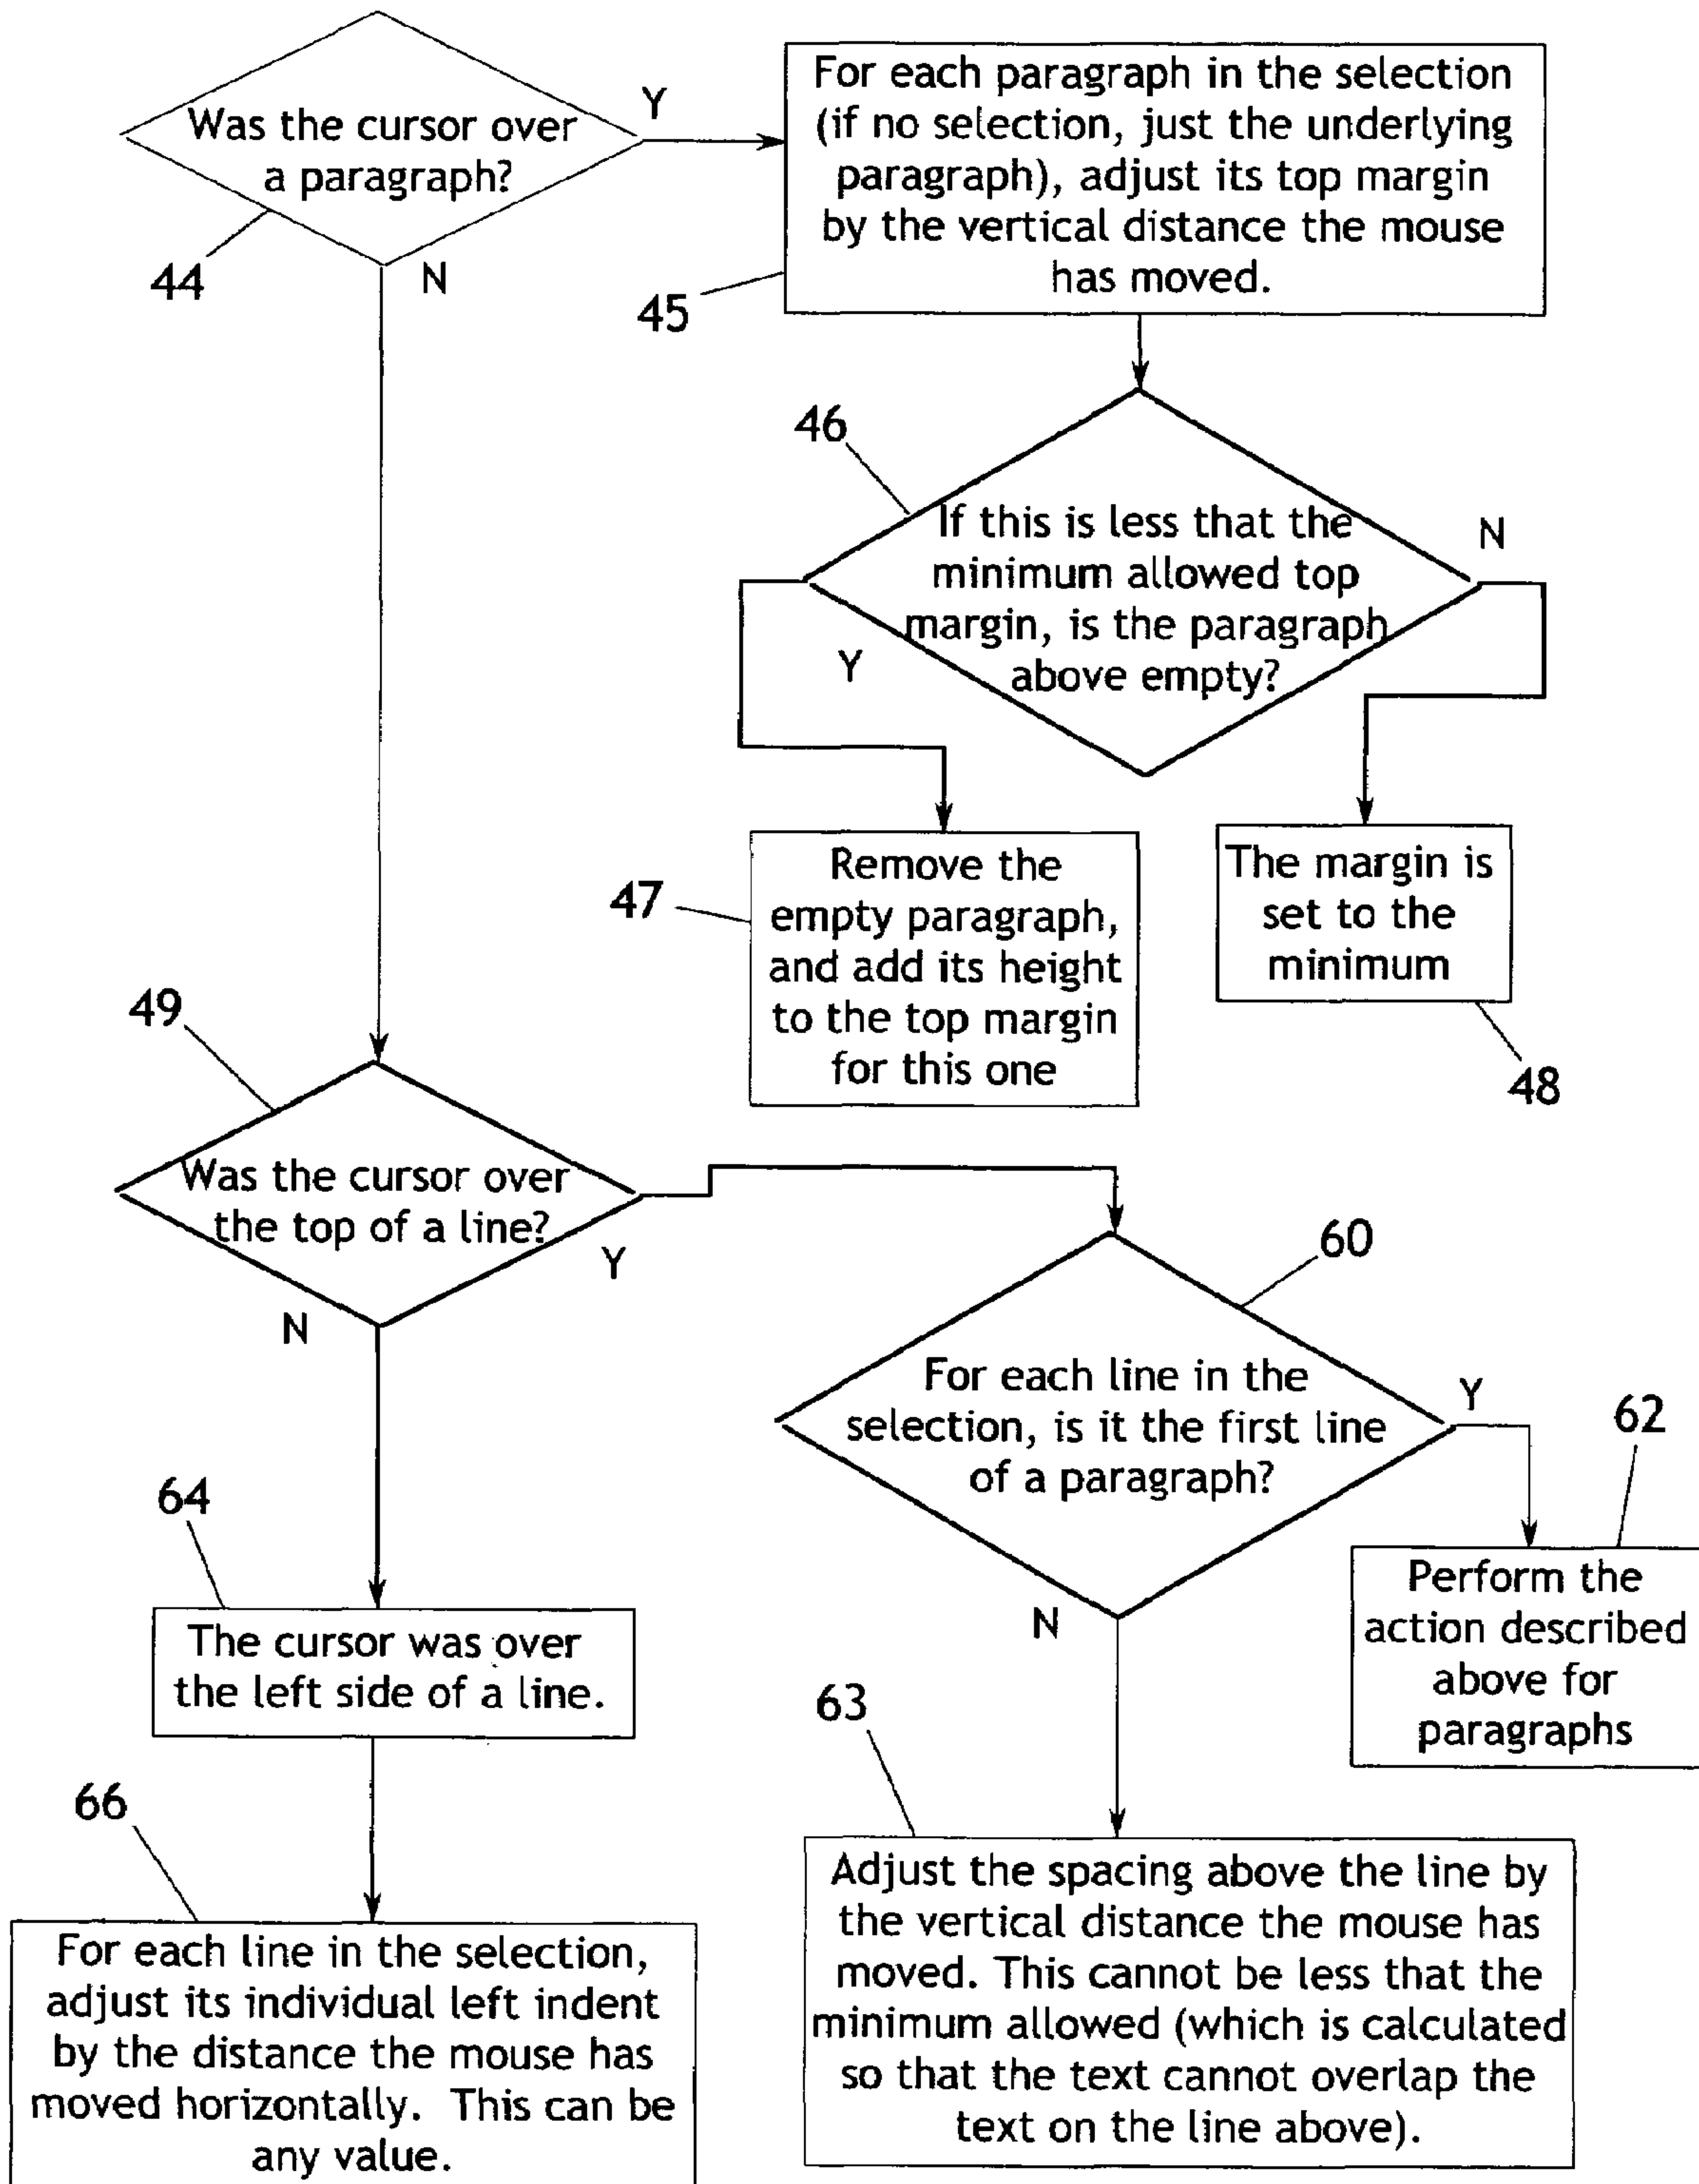 Was the cursor over
a paragraph?
Y
N
44
For each paragraph in the selection
(if no selection, just the underlying
paragraph), adjust its top margin
by the vertical distance the mouse
has moved.
45
46
If this is less that the
minimum allowed top
margin, is the paragraph
above empty?
N
Y
47
Remove the
empty paragraph,
and add its height
to the top margin
for this one
The margin is
set to the
minimum
48
49
Was the cursor over
the top of a line?
Y
N
60
For each line in the
selection, is it the first line
of a paragraph?
Y
N
62
Perform the
action described
above for
paragraphs
64
The cursor was over
the left side of a line.
63
Adjust the spacing above the line by
the vertical distance the mouse has
moved. This cannot be less that the
minimum allowed (which is calculated
so that the text cannot overlap the
text on the line above).
66
For each line in the selection,
adjust its individual left indent
by the distance the mouse has
moved horizontally. This can be
any value.